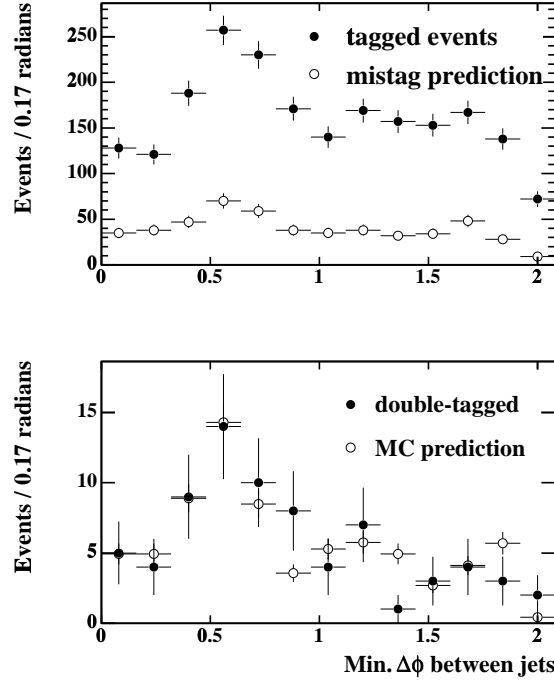 Events / 0.17 radians
250
200
150
100
50
0
tagged events
mistag prediction
0 0.5 1 1.5 2
Events / 0.17 radians
15
10
5
0
double-tagged
MC prediction
0 0.5 1 1.5 2
Min. Δϕ between jets